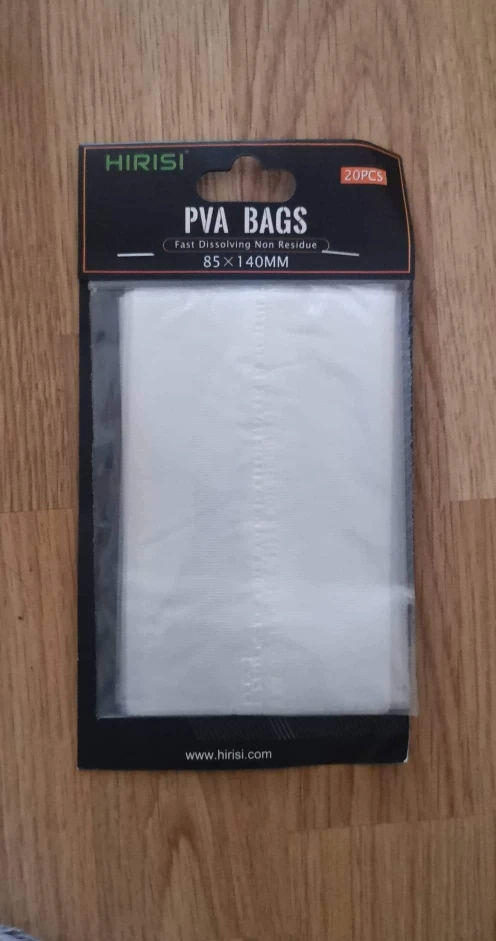 HIRISI
20PCS
PVA BAGS
Fast Dissolving Non Residue
85×140MM
www.hirisi.com